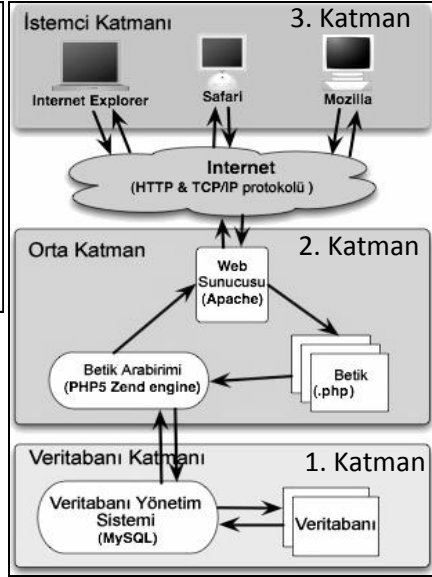 İstemci Katmanı
3. Katman
Internet Explorer
Safari
Mozilla
Internet
(HTTP & TCP/IP protokolü )
Orta Katman
2. Katman
Web
Sunucusu
(Apache)
Betik Arabirimi
(PHP5 Zend engine)
Betik
(.php)
Veritabanı Katmanı
1. Katman
Veritabanı Yönetim
Sistemi
(MySQL)
Veritabanı